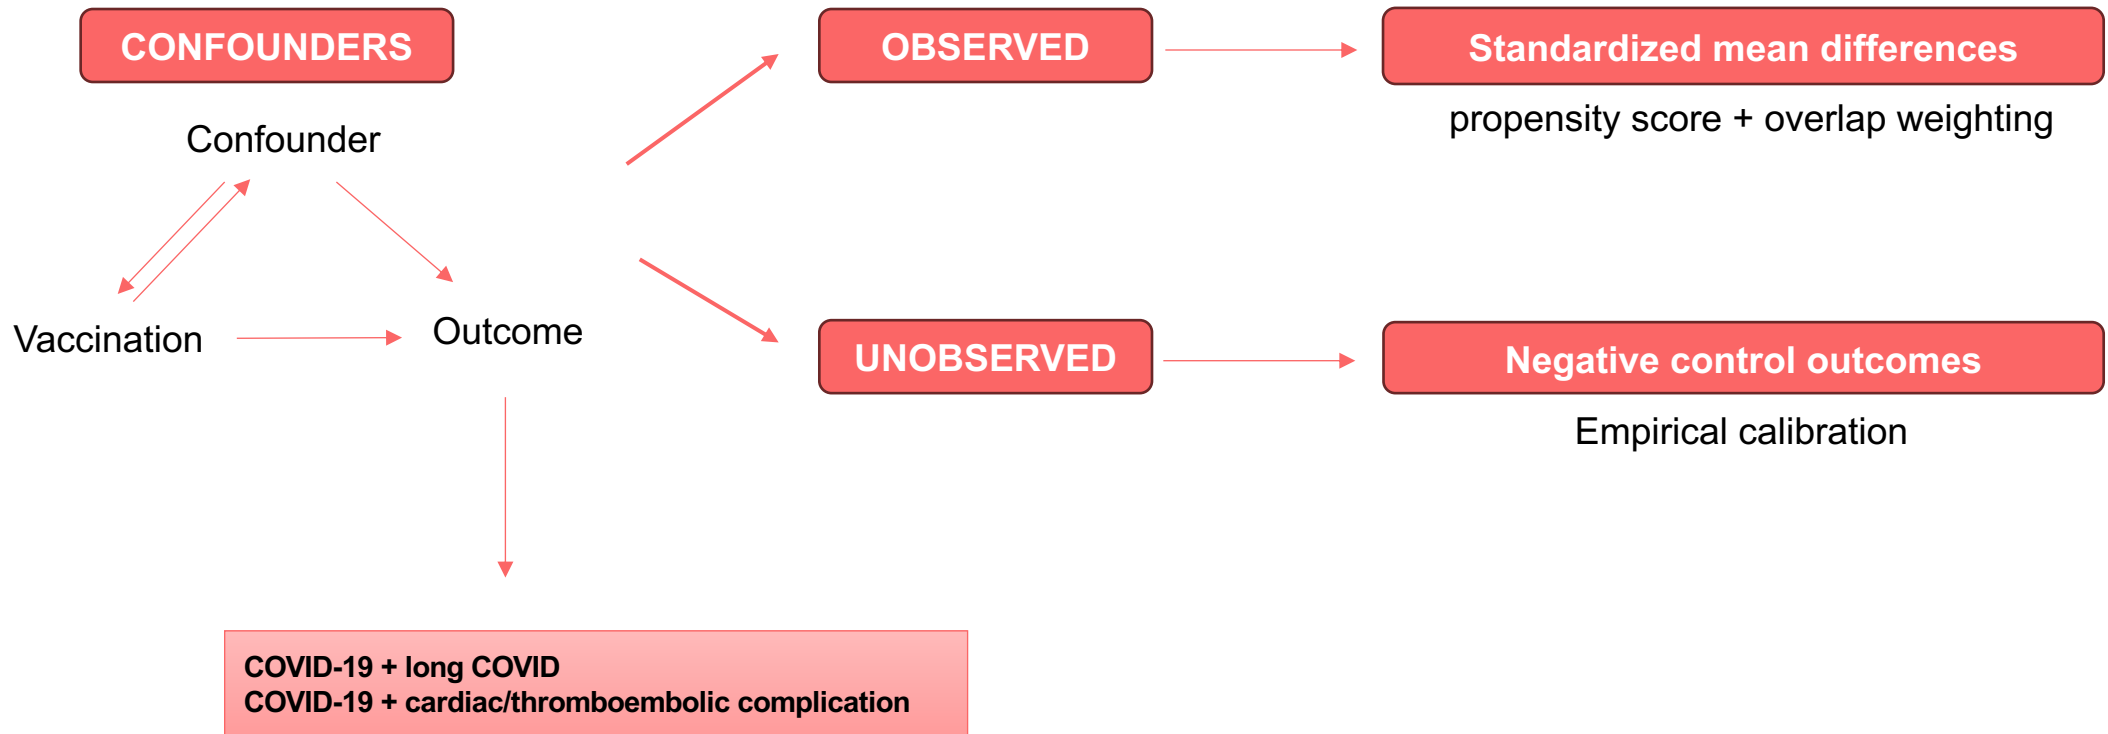 CONFOUNDERS
Confounder
Vaccination
Outcome
COVID-19 + long COVID
COVID-19 + cardiac/thromboembolic complication
OBSERVED
Standardized mean differences
propensity score + overlap weighting
UNOBSERVED
Negative control outcomes
Empirical calibration